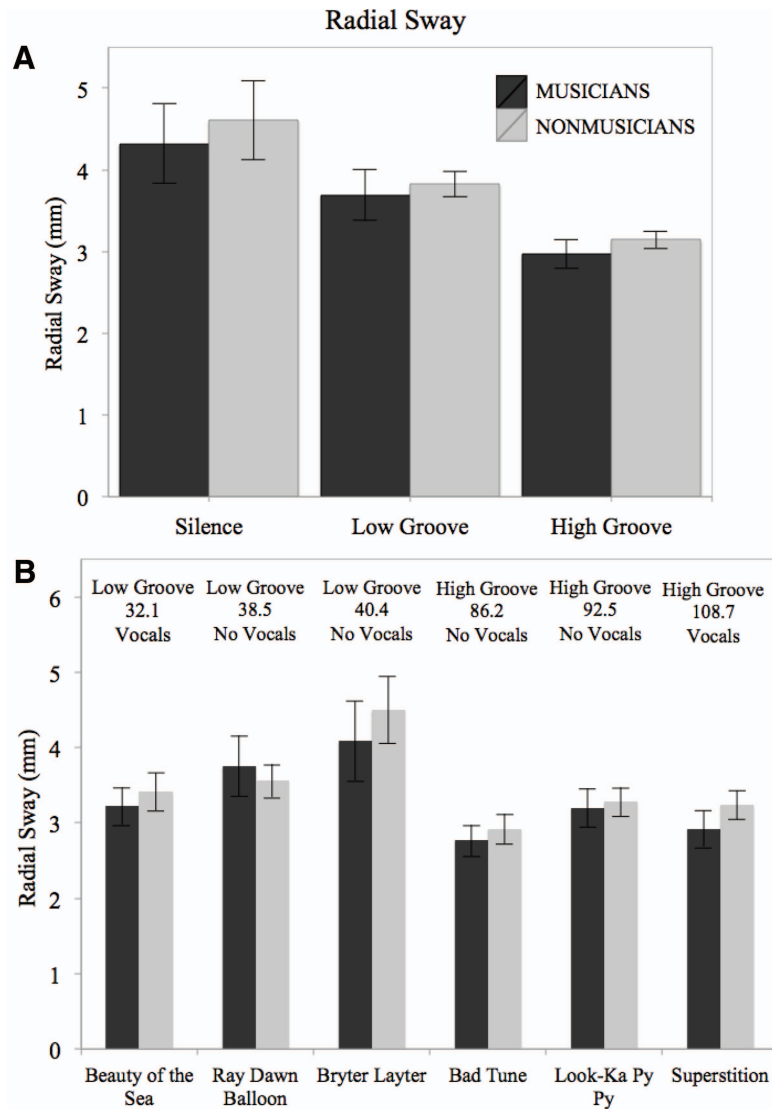 Radial Sway
A
MUSICIANS
NONMUSICIANS
Radial Sway (mm)
5
4
3
2
1
0
Silence
Low Groove
High Groove
B
Low Groove
32.1
Vocals
Low Groove
38.5
No Vocals
Low Groove
40.4
No Vocals
High Groove
86.2
No Vocals
High Groove
92.5
No Vocals
High Groove
108.7
Vocals
Radial Sway (mm)
6
5
4
3
2
1
0
Beauty of the
Sea
Ray Dawn
Balloon
Bryter Layter
Bad Tune
Look-Ka Py
Py
Superstition